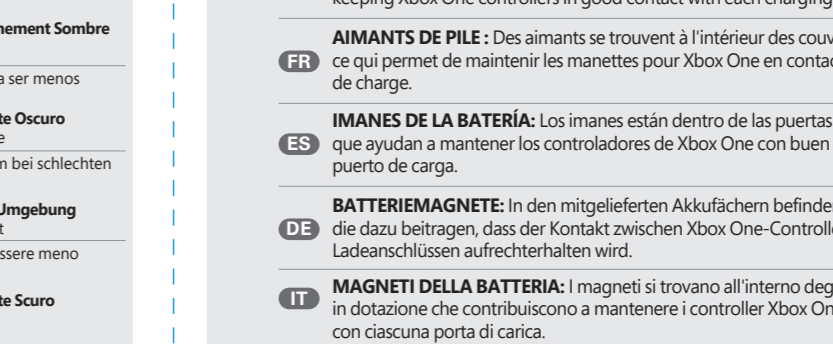 nement Sombre
a ser menos
te Oscuro
e
m bei schlechten
Umgebung
t
ssere meno
te Scuro
keeping Xbox One controllers in good contact with each charging
FR
AIMANTS DE PILE : Des aimants se trouvent à l'intérieur des couv
ce qui permet de maintenir les manettes pour Xbox One en contac
de charge.
ES
IMANES DE LA BATERÍA: Los imanes están dentro de las puertas
que ayudan a mantener los controladores de Xbox One con buen
puerto de carga.
DE
BATTERIEMAGNETE: In den mitgelieferten Akkufächern befinden
die dazu beitragen, dass der Kontakt zwischen Xbox One-Controlle
Ladeanschlüssen aufrechterhalten wird.
IT
MAGNETI DELLA BATTERIA: I magneti si trovano all'interno deg
in dotazione che contribuiscono a mantenere i controller Xbox On
con ciascuna porta di carica.